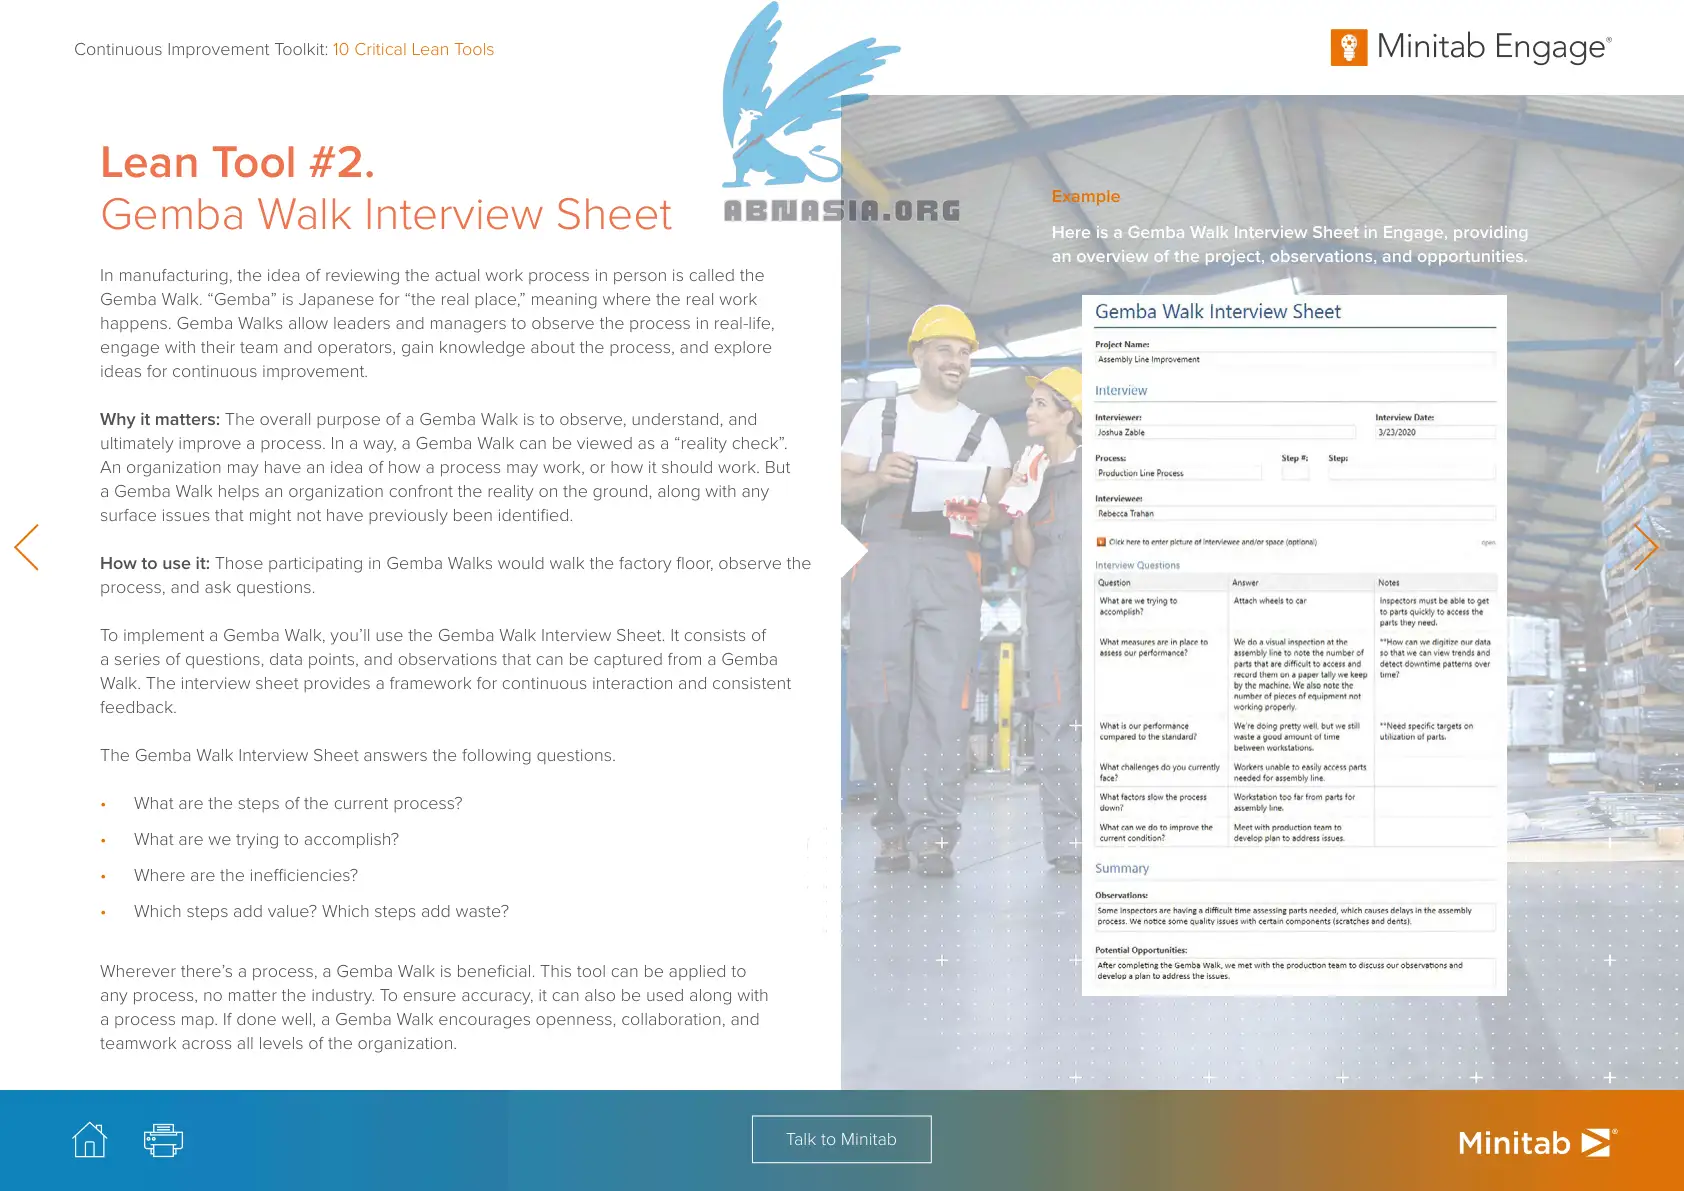 Continuous Improvement Toolkit: 10 Critical Lean Tools
Minitab Engage®
ABNASIA.ORG
Lean Tool #2.
Gemba Walk Interview Sheet
In manufacturing, the idea of reviewing the actual work process in person is called the
Gemba Walk. “Gemba” is Japanese for “the real place,” meaning where the real work
happens. Gemba Walks allow leaders and managers to observe the process in real-life,
engage with their team and operators, gain knowledge about the process, and explore
ideas for continuous improvement.
Why it matters: The overall purpose of a Gemba Walk is to observe, understand, and
ultimately improve a process. In a way, a Gemba Walk can be viewed as a “reality check”.
An organization may have an idea of how a process may work, or how it should work. But
a Gemba Walk helps an organization confront the reality on the ground, along with any
surface issues that might not have previously been identified.
How to use it: Those participating in Gemba Walks would walk the factory floor, observe the
process, and ask questions.
To implement a Gemba Walk, you’ll use the Gemba Walk Interview Sheet. It consists of
a series of questions, data points, and observations that can be captured from a Gemba
Walk. The interview sheet provides a framework for continuous interaction and consistent
feedback.
The Gemba Walk Interview Sheet answers the following questions.
• What are the steps of the current process?
• What are we trying to accomplish?
• Where are the inefficiencies?
• Which steps add value? Which steps add waste?
Wherever there’s a process, a Gemba Walk is beneficial. This tool can be applied to
any process, no matter the industry. To ensure accuracy, it can also be used along with
a process map. If done well, a Gemba Walk encourages openness, collaboration, and
teamwork across all levels of the organization.
Example
Here is a Gemba Walk Interview Sheet in Engage, providing
an overview of the project, observations, and opportunities.
Gemba Walk Interview Sheet
Project Name:
Assembly Line Improvement
Interview
Interviewer: Interview Date:
Joshua Zable 3/23/2020
Process: Step #: Step:
Production Line Process
Interviewee:
Rebecca Trahan
Click here to enter picture of interviewee and/or space (optional) open
Interview Questions
Question Answer Notes
What are we trying to Attach wheels to car Inspectors must be able to get
accomplish? to parts quickly to access the
parts they need.
What measures are in place to We do a visual inspection at the **How can we digitize our data
assess our performance? assembly line to note the number of so that we can view trends and
parts that are difficult to access and detect downtime patterns over
record them on a paper tally we keep time?
by the machine. We also note the
number of pieces of equipment not
working properly.
What is our performance We're doing pretty well, but we still **Need specific targets on
compared to the standard? waste a good amount of time utilization of parts.
between workstations.
What challenges do you currently Workers unable to easily access parts
face? needed for assembly line.
What factors slow the process Workstation too far from parts for
down? assembly line.
What can we do to improve the Meet with production team to
current condition? develop plan to address issues.
Summary
Observations:
Some inspectors are having a difficult time assessing parts needed, which causes delays in the assembly
process. We notice some quality issues with certain components (scratches and dents).
Potential Opportunities:
After completing the Gemba Walk, we met with the production team to discuss our observations and
develop a plan to address the issues.
Talk to Minitab
Minitab®